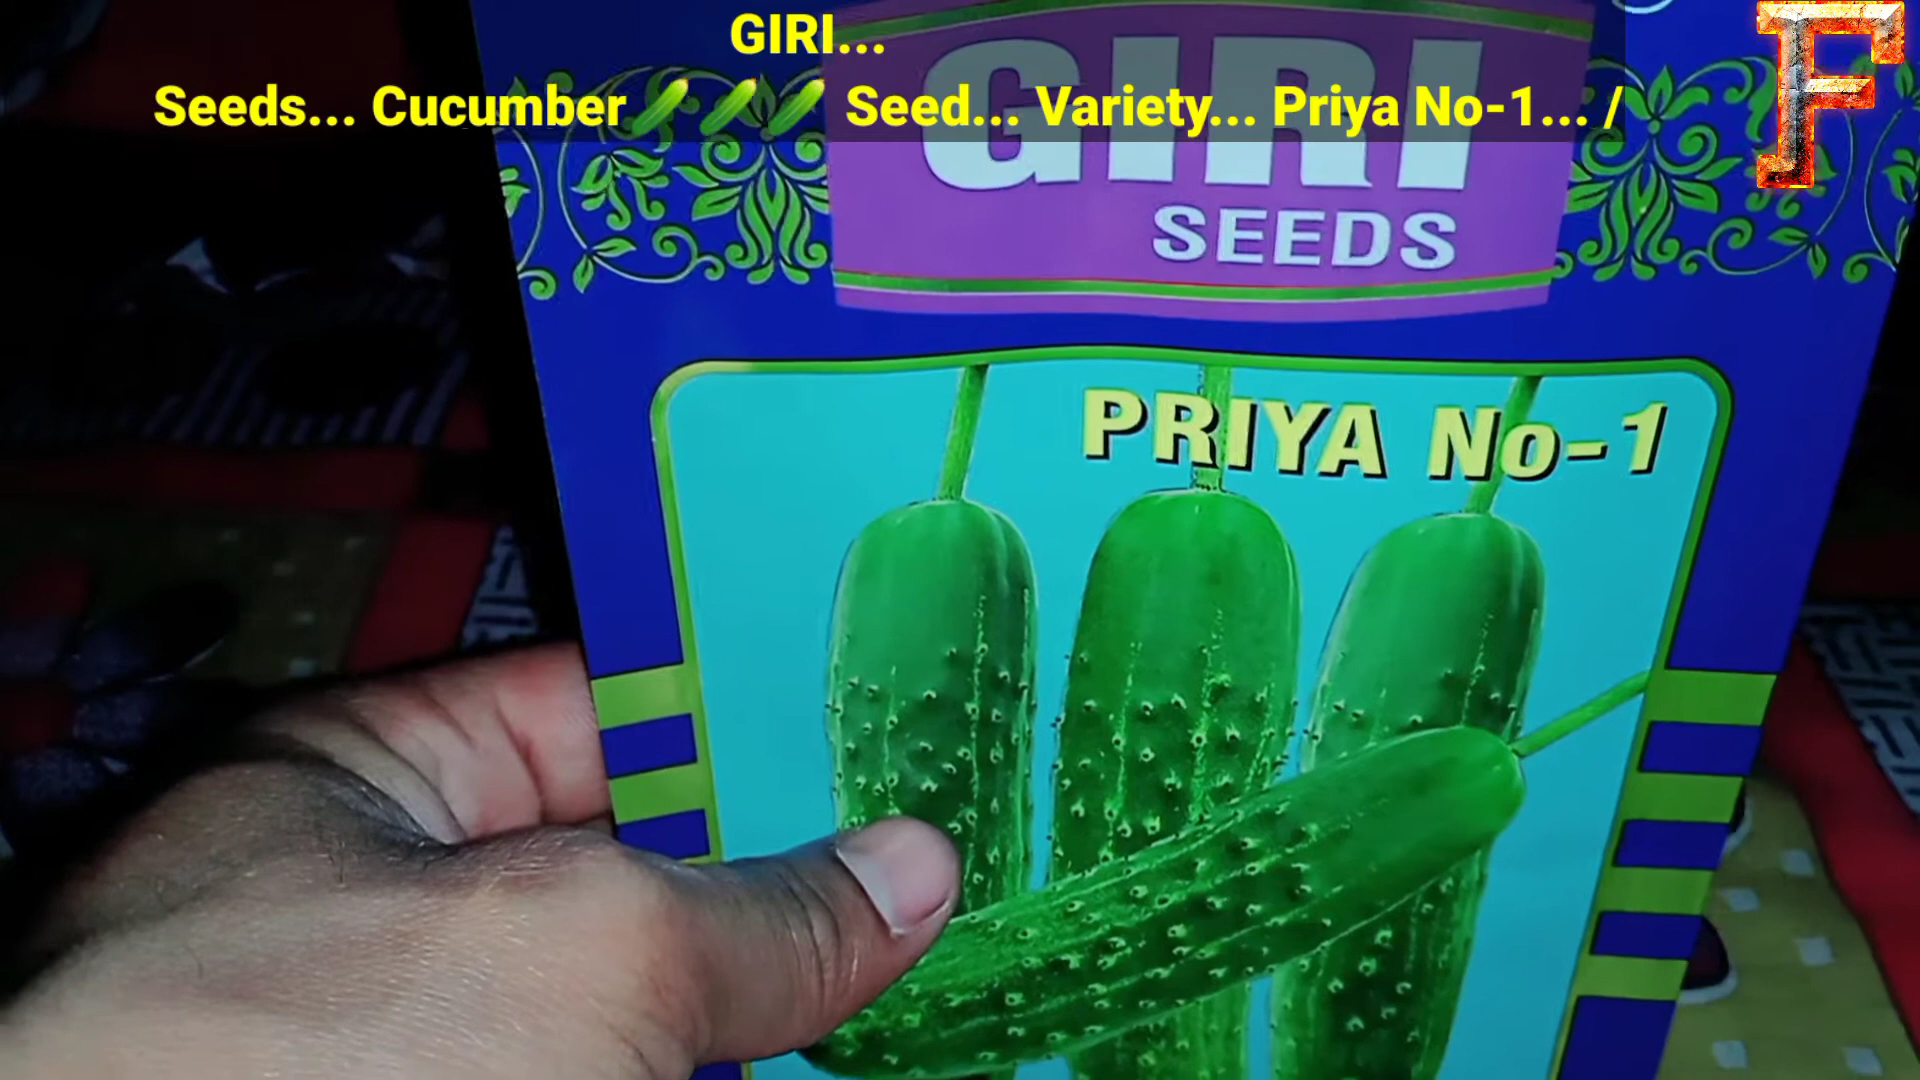 GIRI...
Seeds... Cucumber🥒🥒🥒 Seed... Variety... Priya No-1... /
F
GIRI
SEEDS
PRIYA No-1